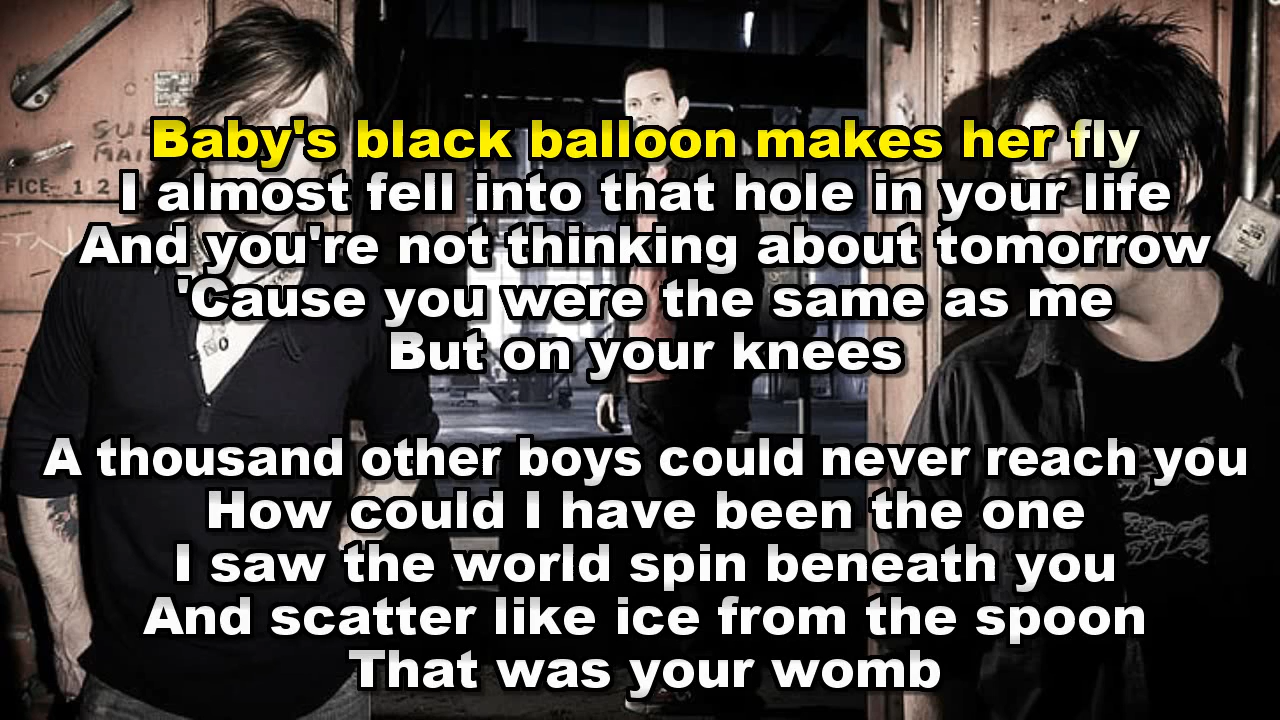 Baby's black balloon makes her fly
I almost fell into that hole in your life
And you're not thinking about tomorrow
'Cause you were the same as me
But on your knees
A thousand other boys could never reach you
How could I have been the one
I saw the world spin beneath you
And scatter like ice from the spoon
That was your womb
FICE- 1 2